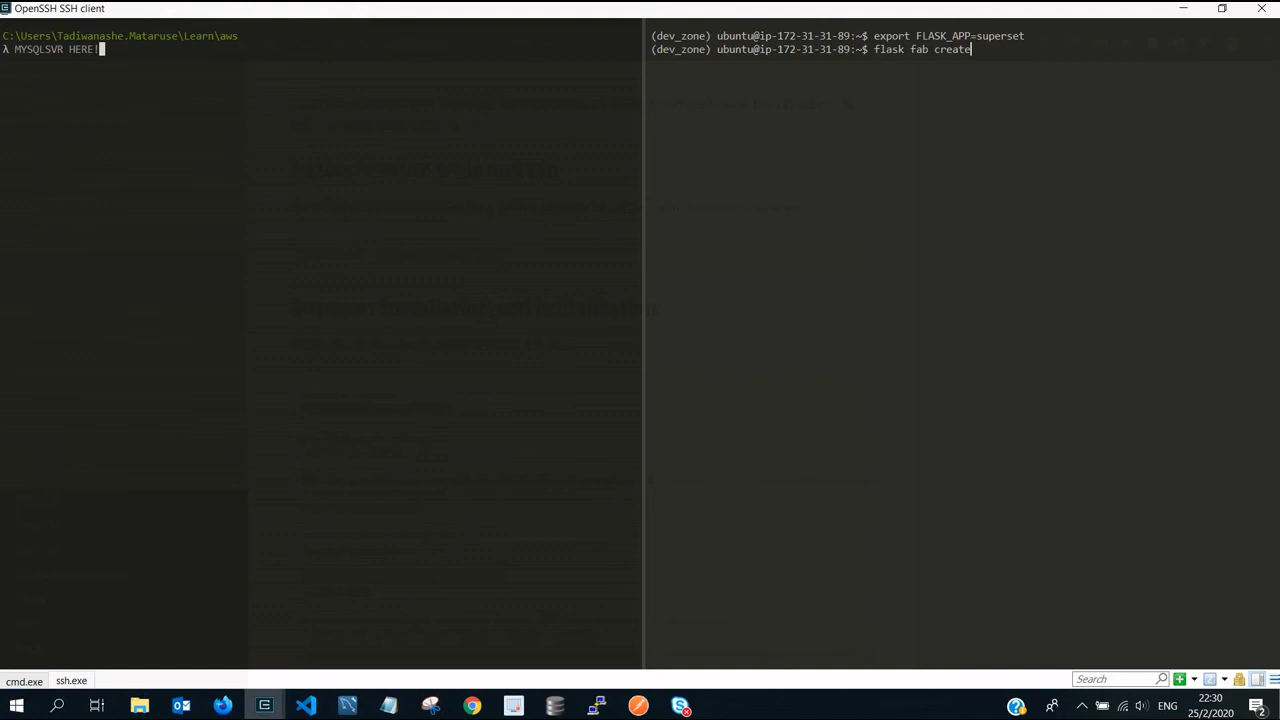 OpenSSH SSH client
C:\Users\Tadiwanashe.Mataruse\Learn\aws
λ MYSQLSVR HERE!
(dev_zone) ubuntu@ip-172-31-31-89:~$ export FLASK_APP=superset
(dev_zone) ubuntu@ip-172-31-31-89:~$ flask fab create
cmd.exe
ssh.exe
Search
ENG
22:30
25/2/2020
2